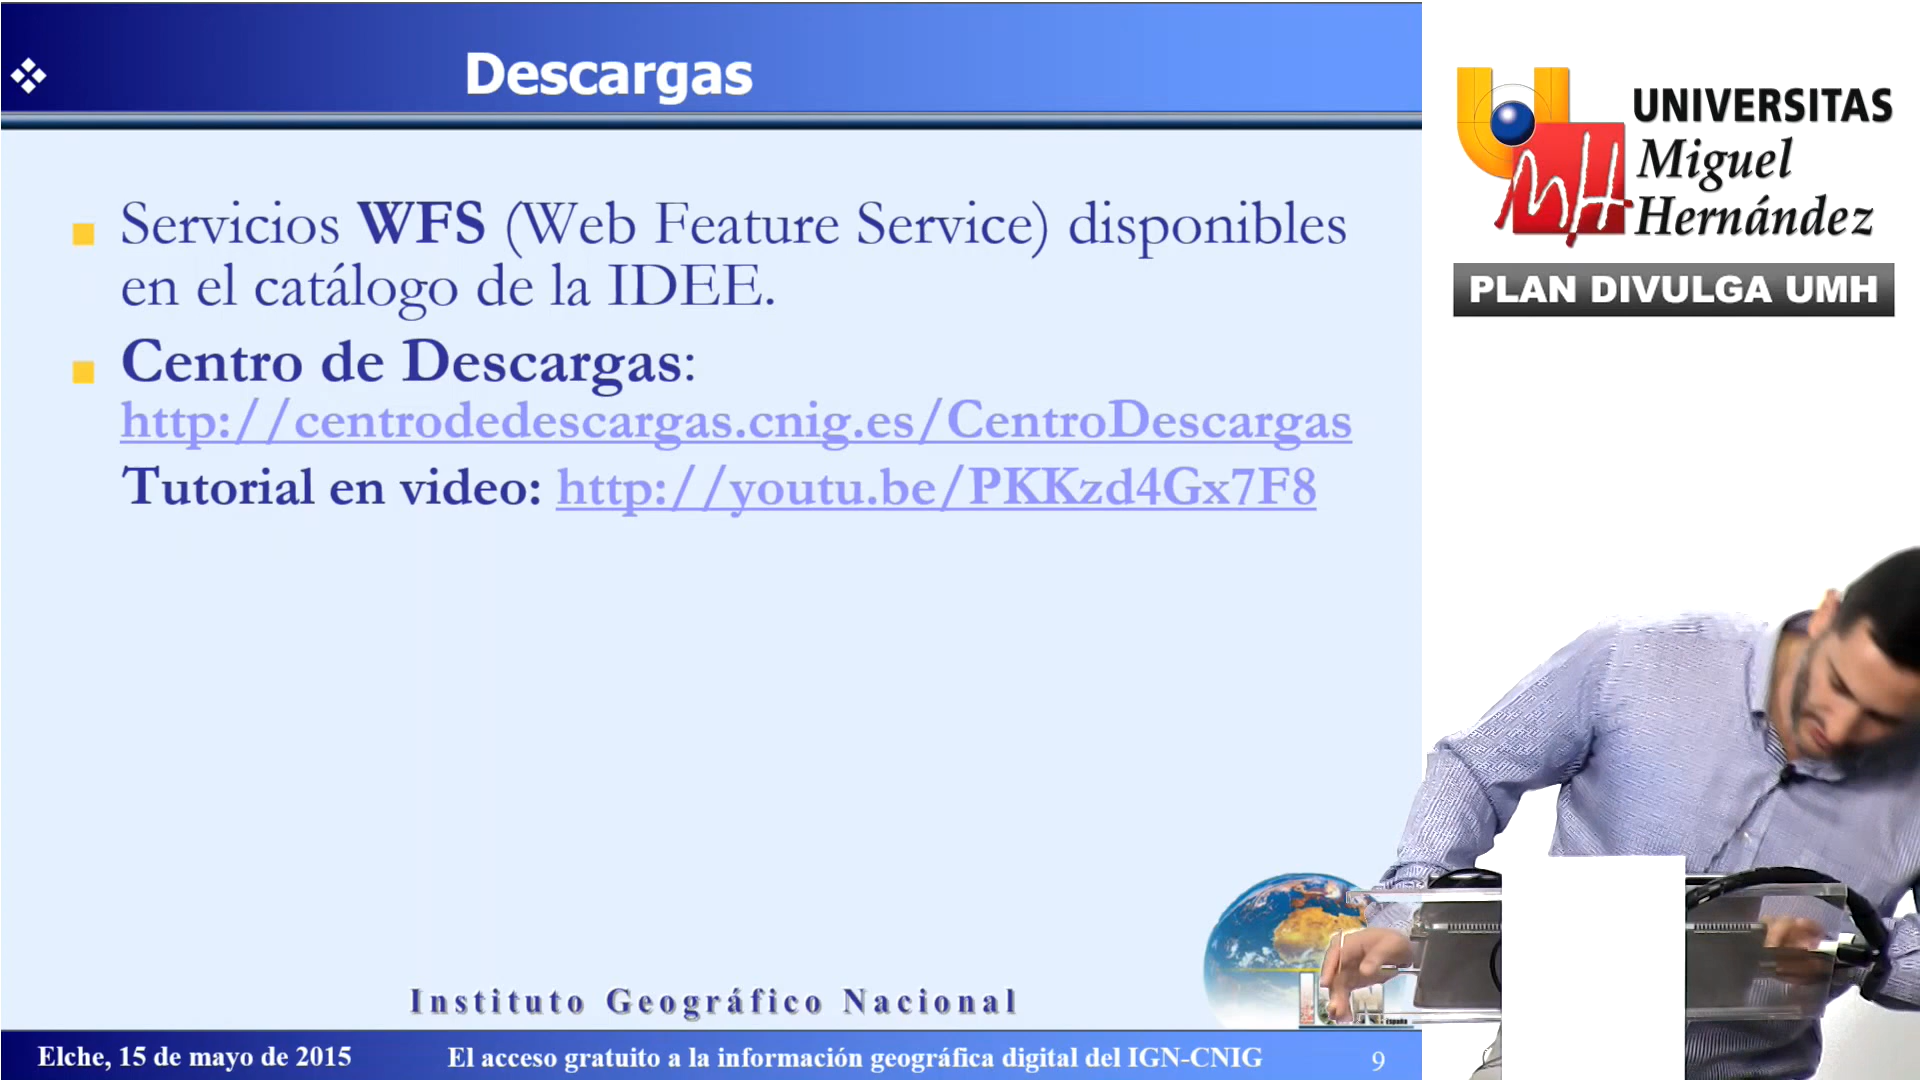 Descargas
Servicios WFS (Web Feature Service) disponibles
en el catálogo de la IDEE.
Centro de Descargas:
http://centrodedescargas.cnig.es/CentroDescargas
Tutorial en video: http://youtu.be/PKKzd4Gx7F8
Instituto Geográfico Nacional
Elche, 15 de mayo de 2015
El acceso gratuito a la información geográfica digital del IGN-CNIG
9
UNIVERSITAS
Miguel
Hernández
PLAN DIVULGA UMH